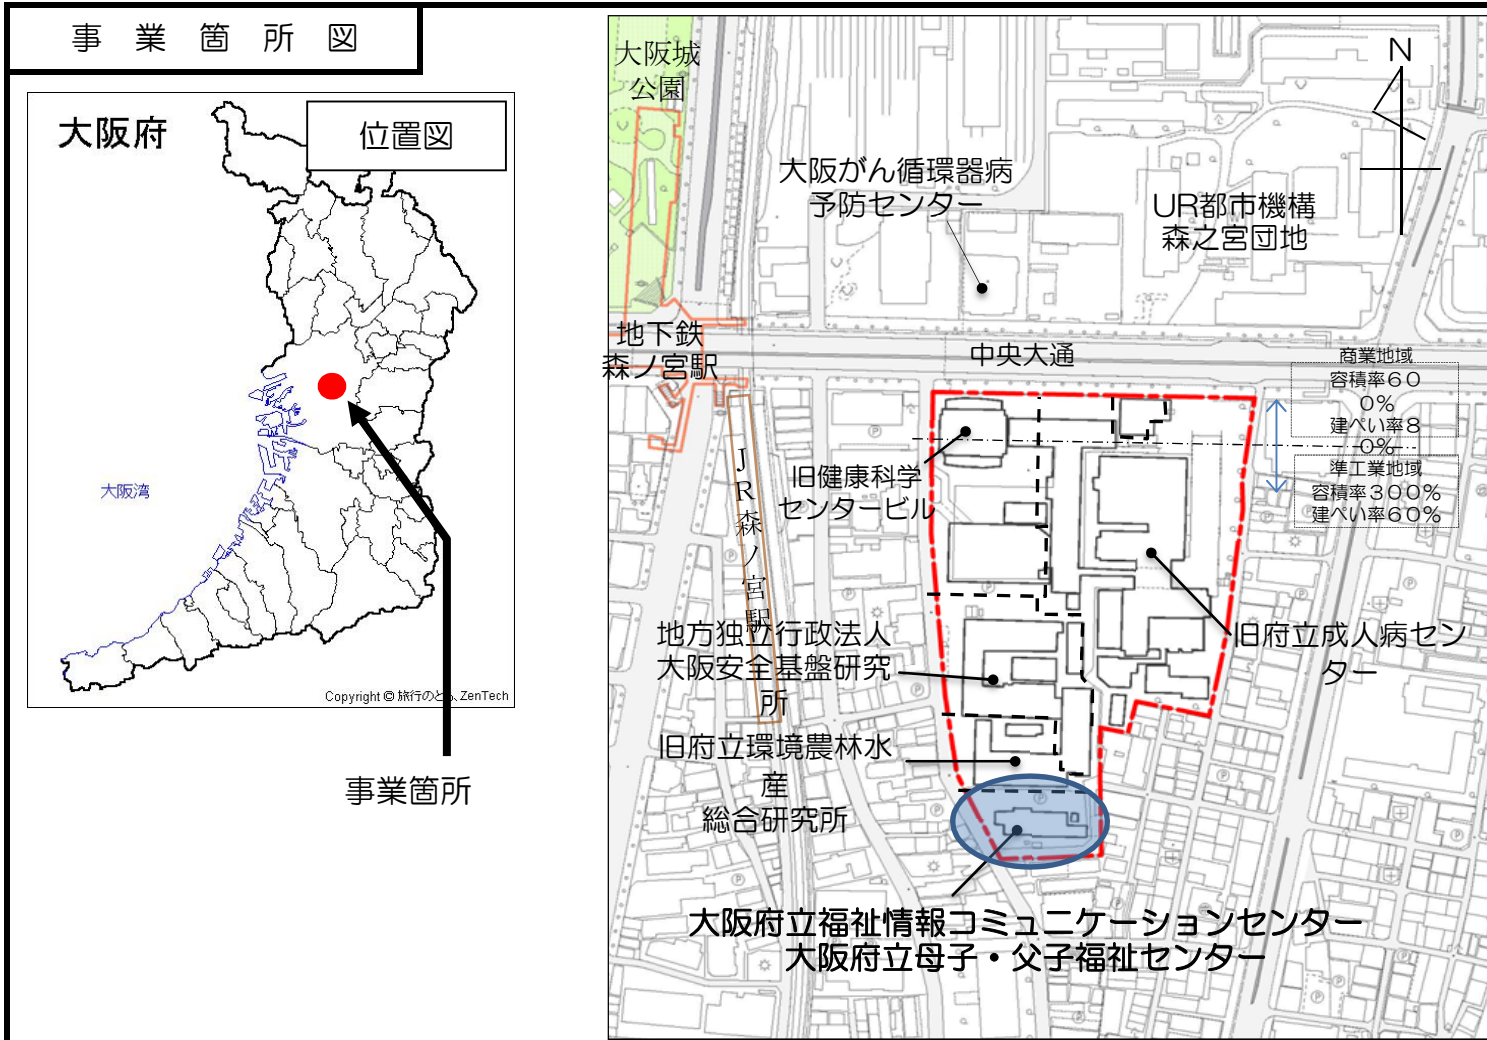 事業箇所図
大阪府
位置図
大阪湾
Copyright © 旅行のとも、ZenTech
事業箇所
大阪城
公園
N
大阪がん循環器病
予防センター
UR都市機構
森之宮団地
地下鉄
森ノ宮駅
中央大通
商業地域
容積率60
0%
建ぺい率8
0%
準工業地域
容積率300%
建ぺい率60%
JR森ノ宮駅
旧健康科学
センタービル
地方独立行政法人
大阪安全基盤研究
所
旧府立成人病セン
ター
旧府立環境農林水
産
総合研究所
大阪府立福祉情報コミュニケーションセンター
大阪府立母子・父子福祉センター